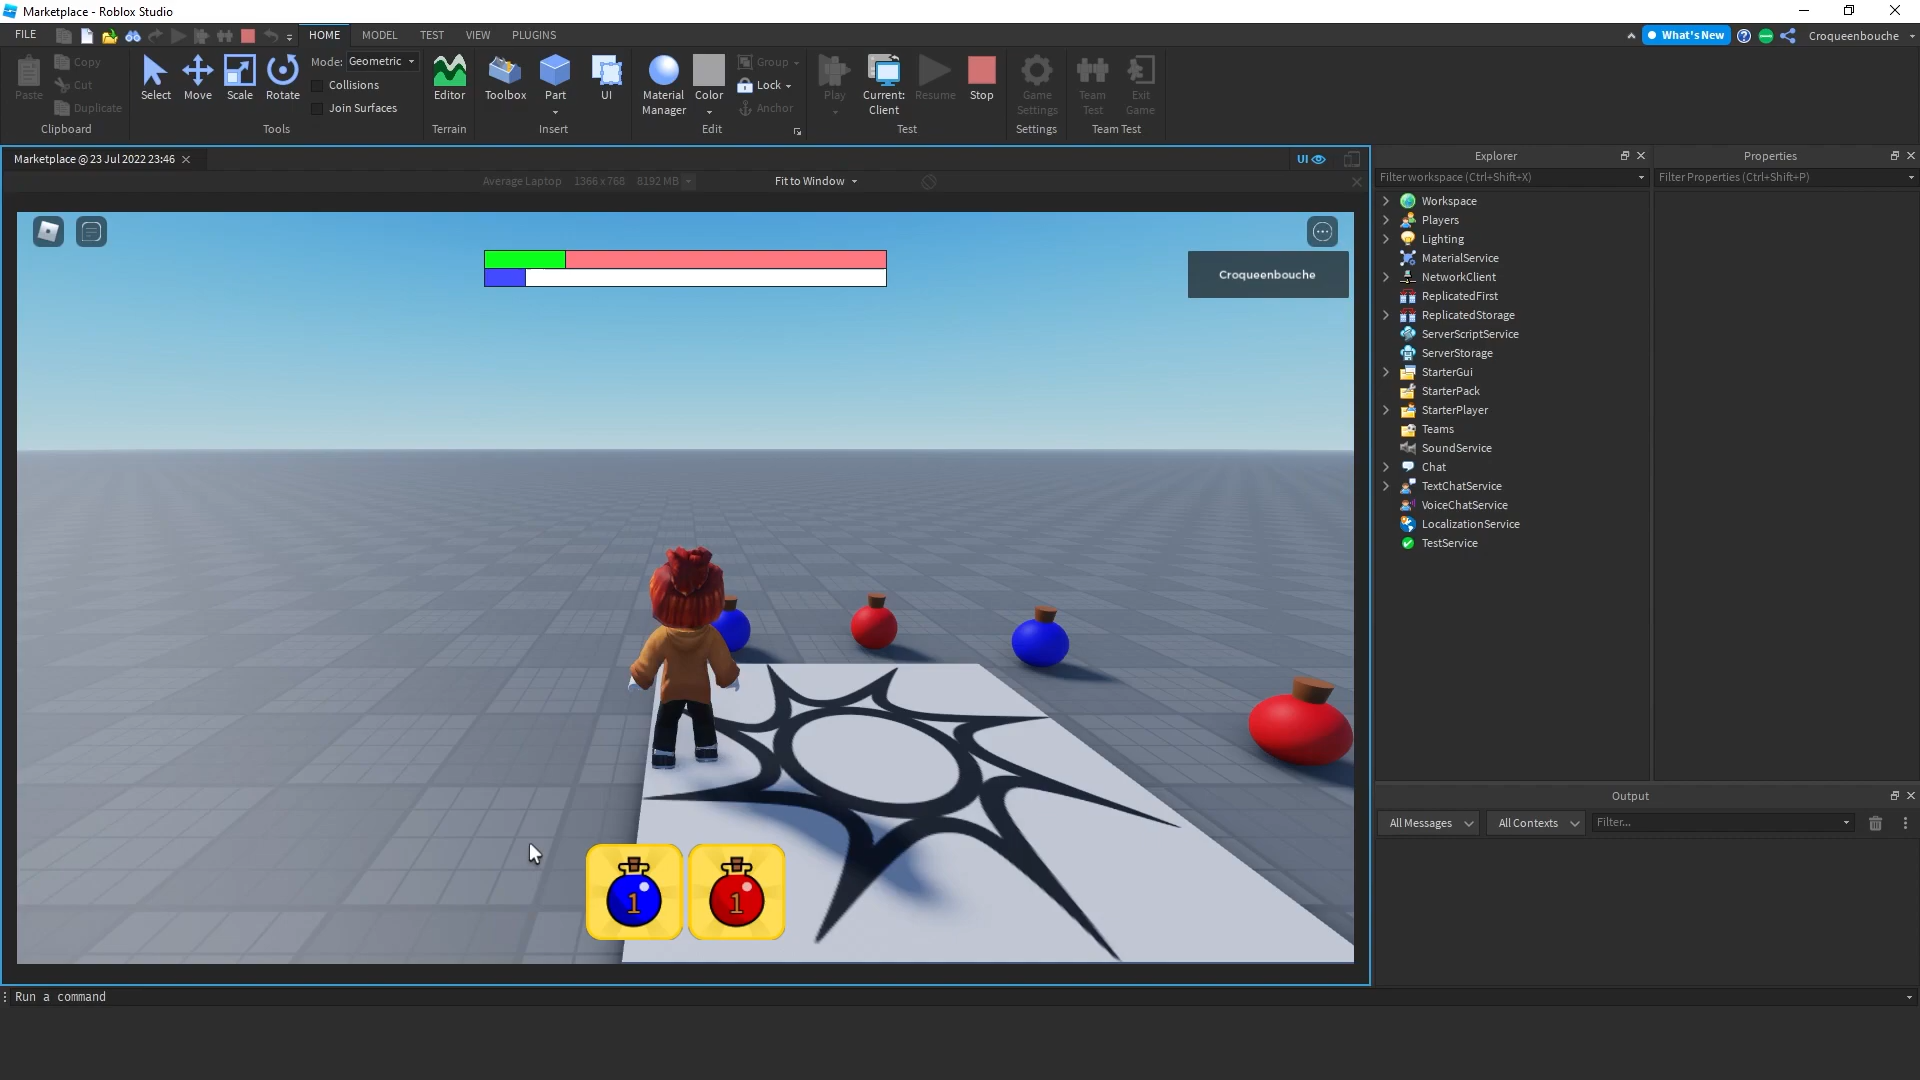 Marketplace - Roblox Studio
FILE
HOME
MODEL
TEST
VIEW
PLUGINS
What's New
Croqueenbouche
Paste
Copy
Cut
Duplicate
Clipboard
Select
Move
Scale
Rotate
Mode: Geometric
Collisions
Join Surfaces
Tools
Editor
Terrain
Toolbox
Part
UI
Insert
Material Manager
Color
Group
Lock
Anchor
Edit
Play
Current: Client
Resume
Stop
Test
Game Settings
Settings
Team Test
Exit Game
Team Test
Marketplace @ 23 Jul 2022 23:46
UI
Average Laptop 1366 x 768 8192 MB
Fit to Window
Croqueenbouche
1
1
Explorer
Filter workspace (Ctrl+Shift+X)
Workspace
Players
Lighting
MaterialService
NetworkClient
ReplicatedFirst
ReplicatedStorage
ServerScriptService
ServerStorage
StarterGui
StarterPack
StarterPlayer
Teams
SoundService
Chat
TextChatService
VoiceChatService
LocalizationService
TestService
Properties
Filter Properties (Ctrl+Shift+P)
Output
All Messages
All Contexts
Filter...
Run a command